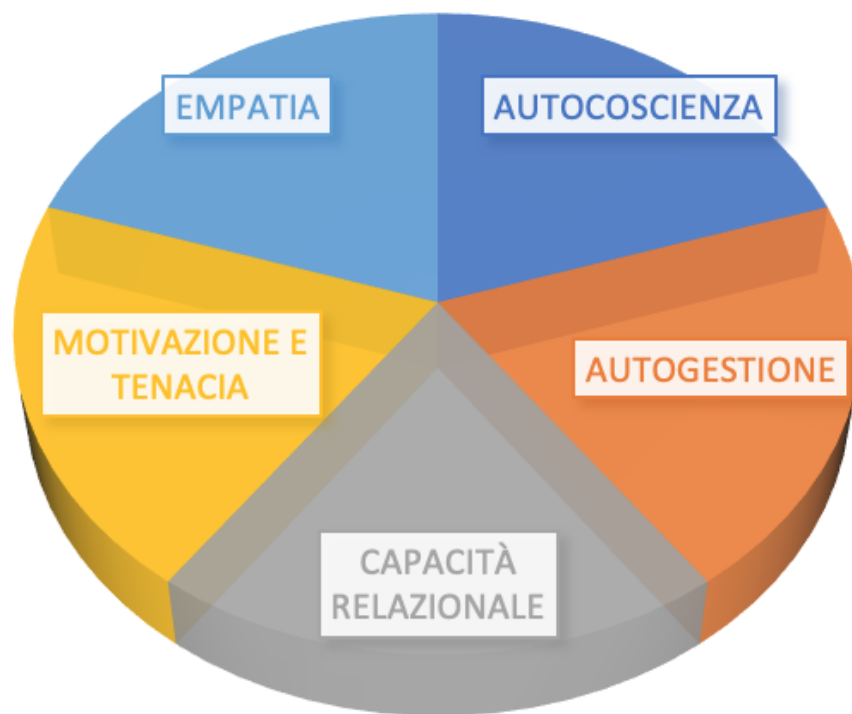 EMPATIA
AUTOCOSCIENZA
MOTIVAZIONE E
TENACIA
AUTOGESTIONE
CAPACITÀ
RELAZIONALE